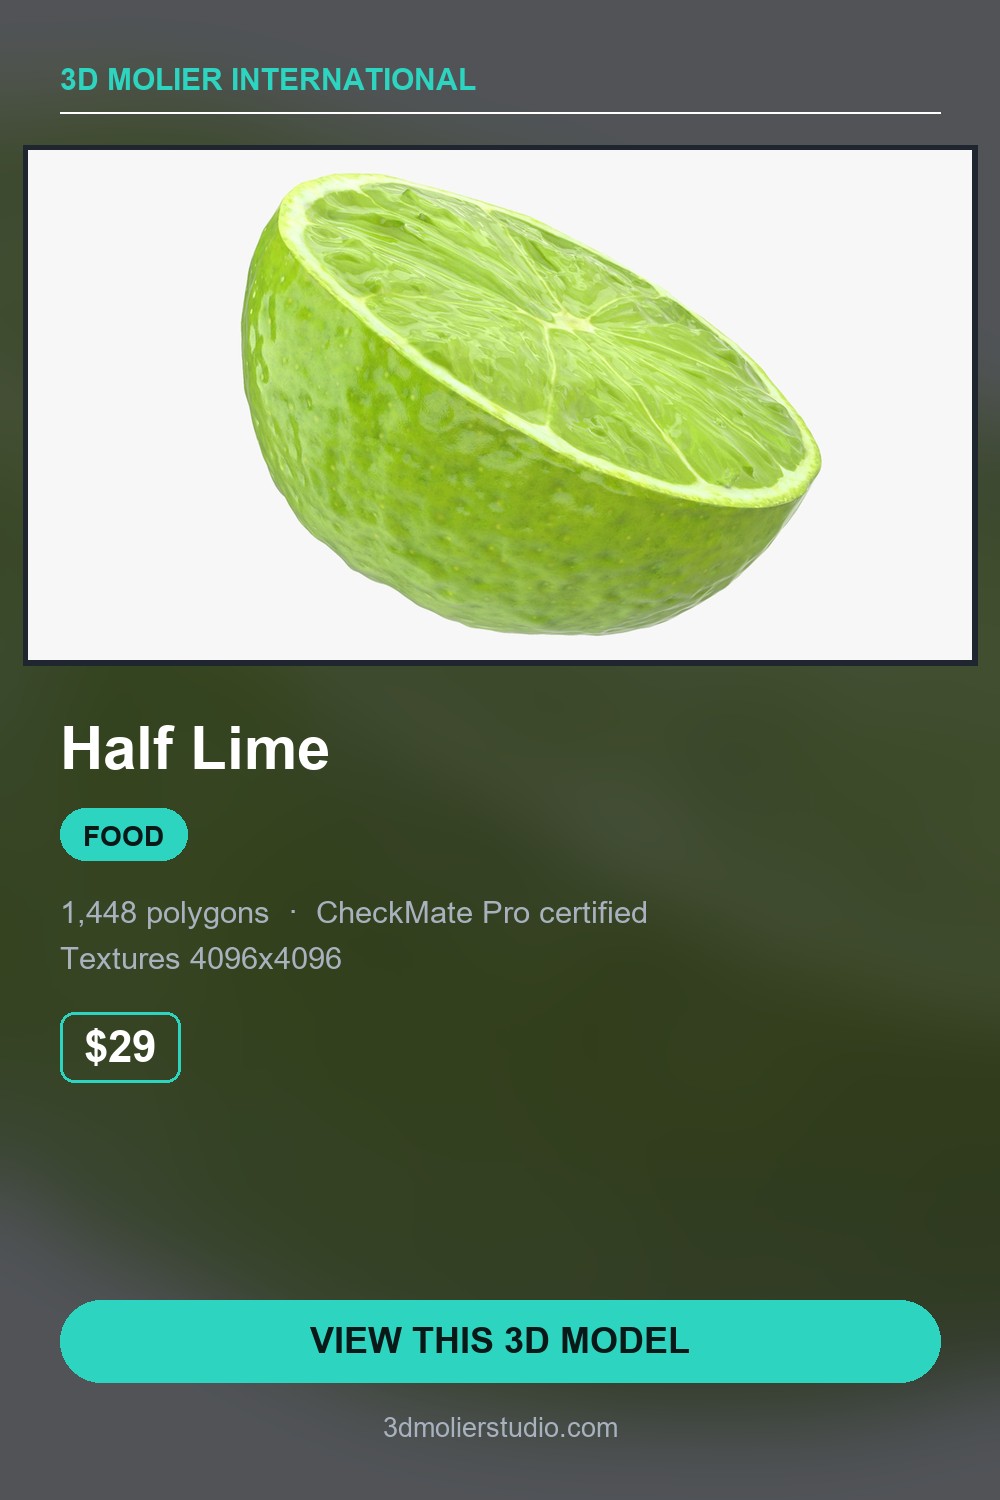 3D MOLIER INTERNATIONAL
Half Lime
FOOD
1,448 polygons · CheckMate Pro certified
Textures 4096x4096
$29
VIEW THIS 3D MODEL
3dmolierstudio.com